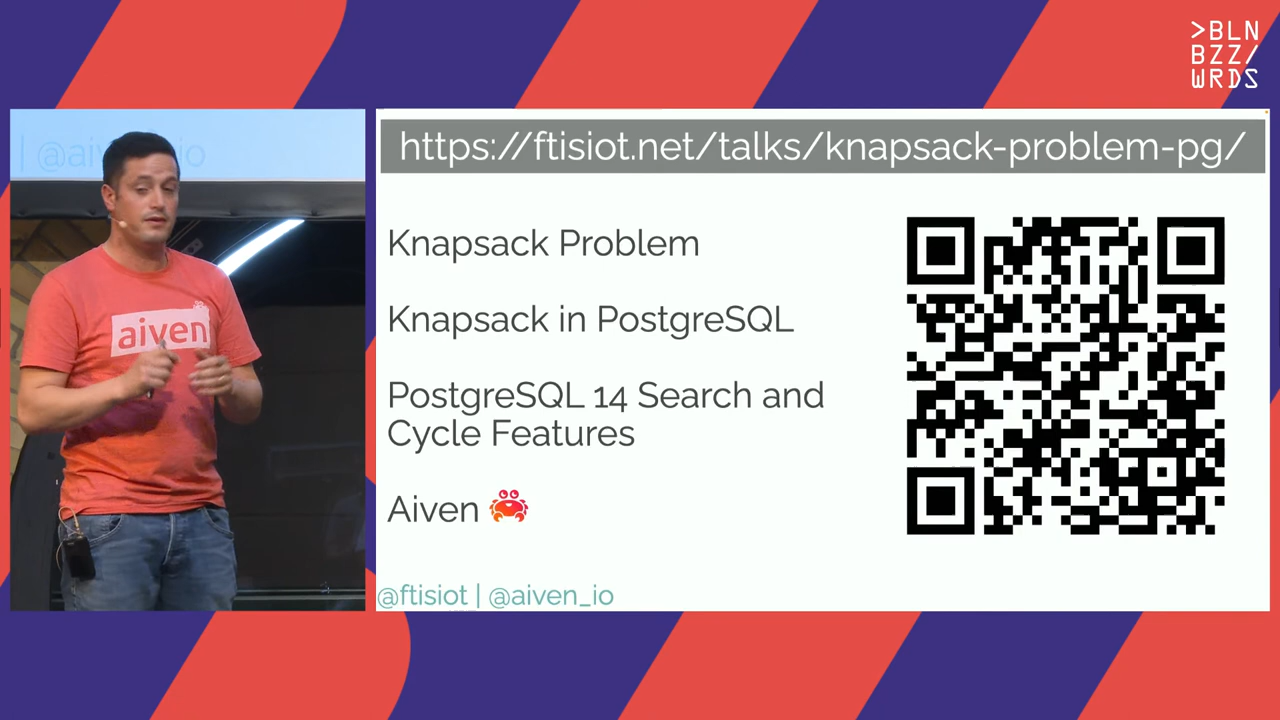 >BLN
BZZ/
WRDS
| @aiven_io
aiven
https://ftisiot.net/talks/knapsack-problem-pg/
Knapsack Problem
Knapsack in PostgreSQL
PostgreSQL 14 Search and
Cycle Features
Aiven
@ftisiot | @aiven_io